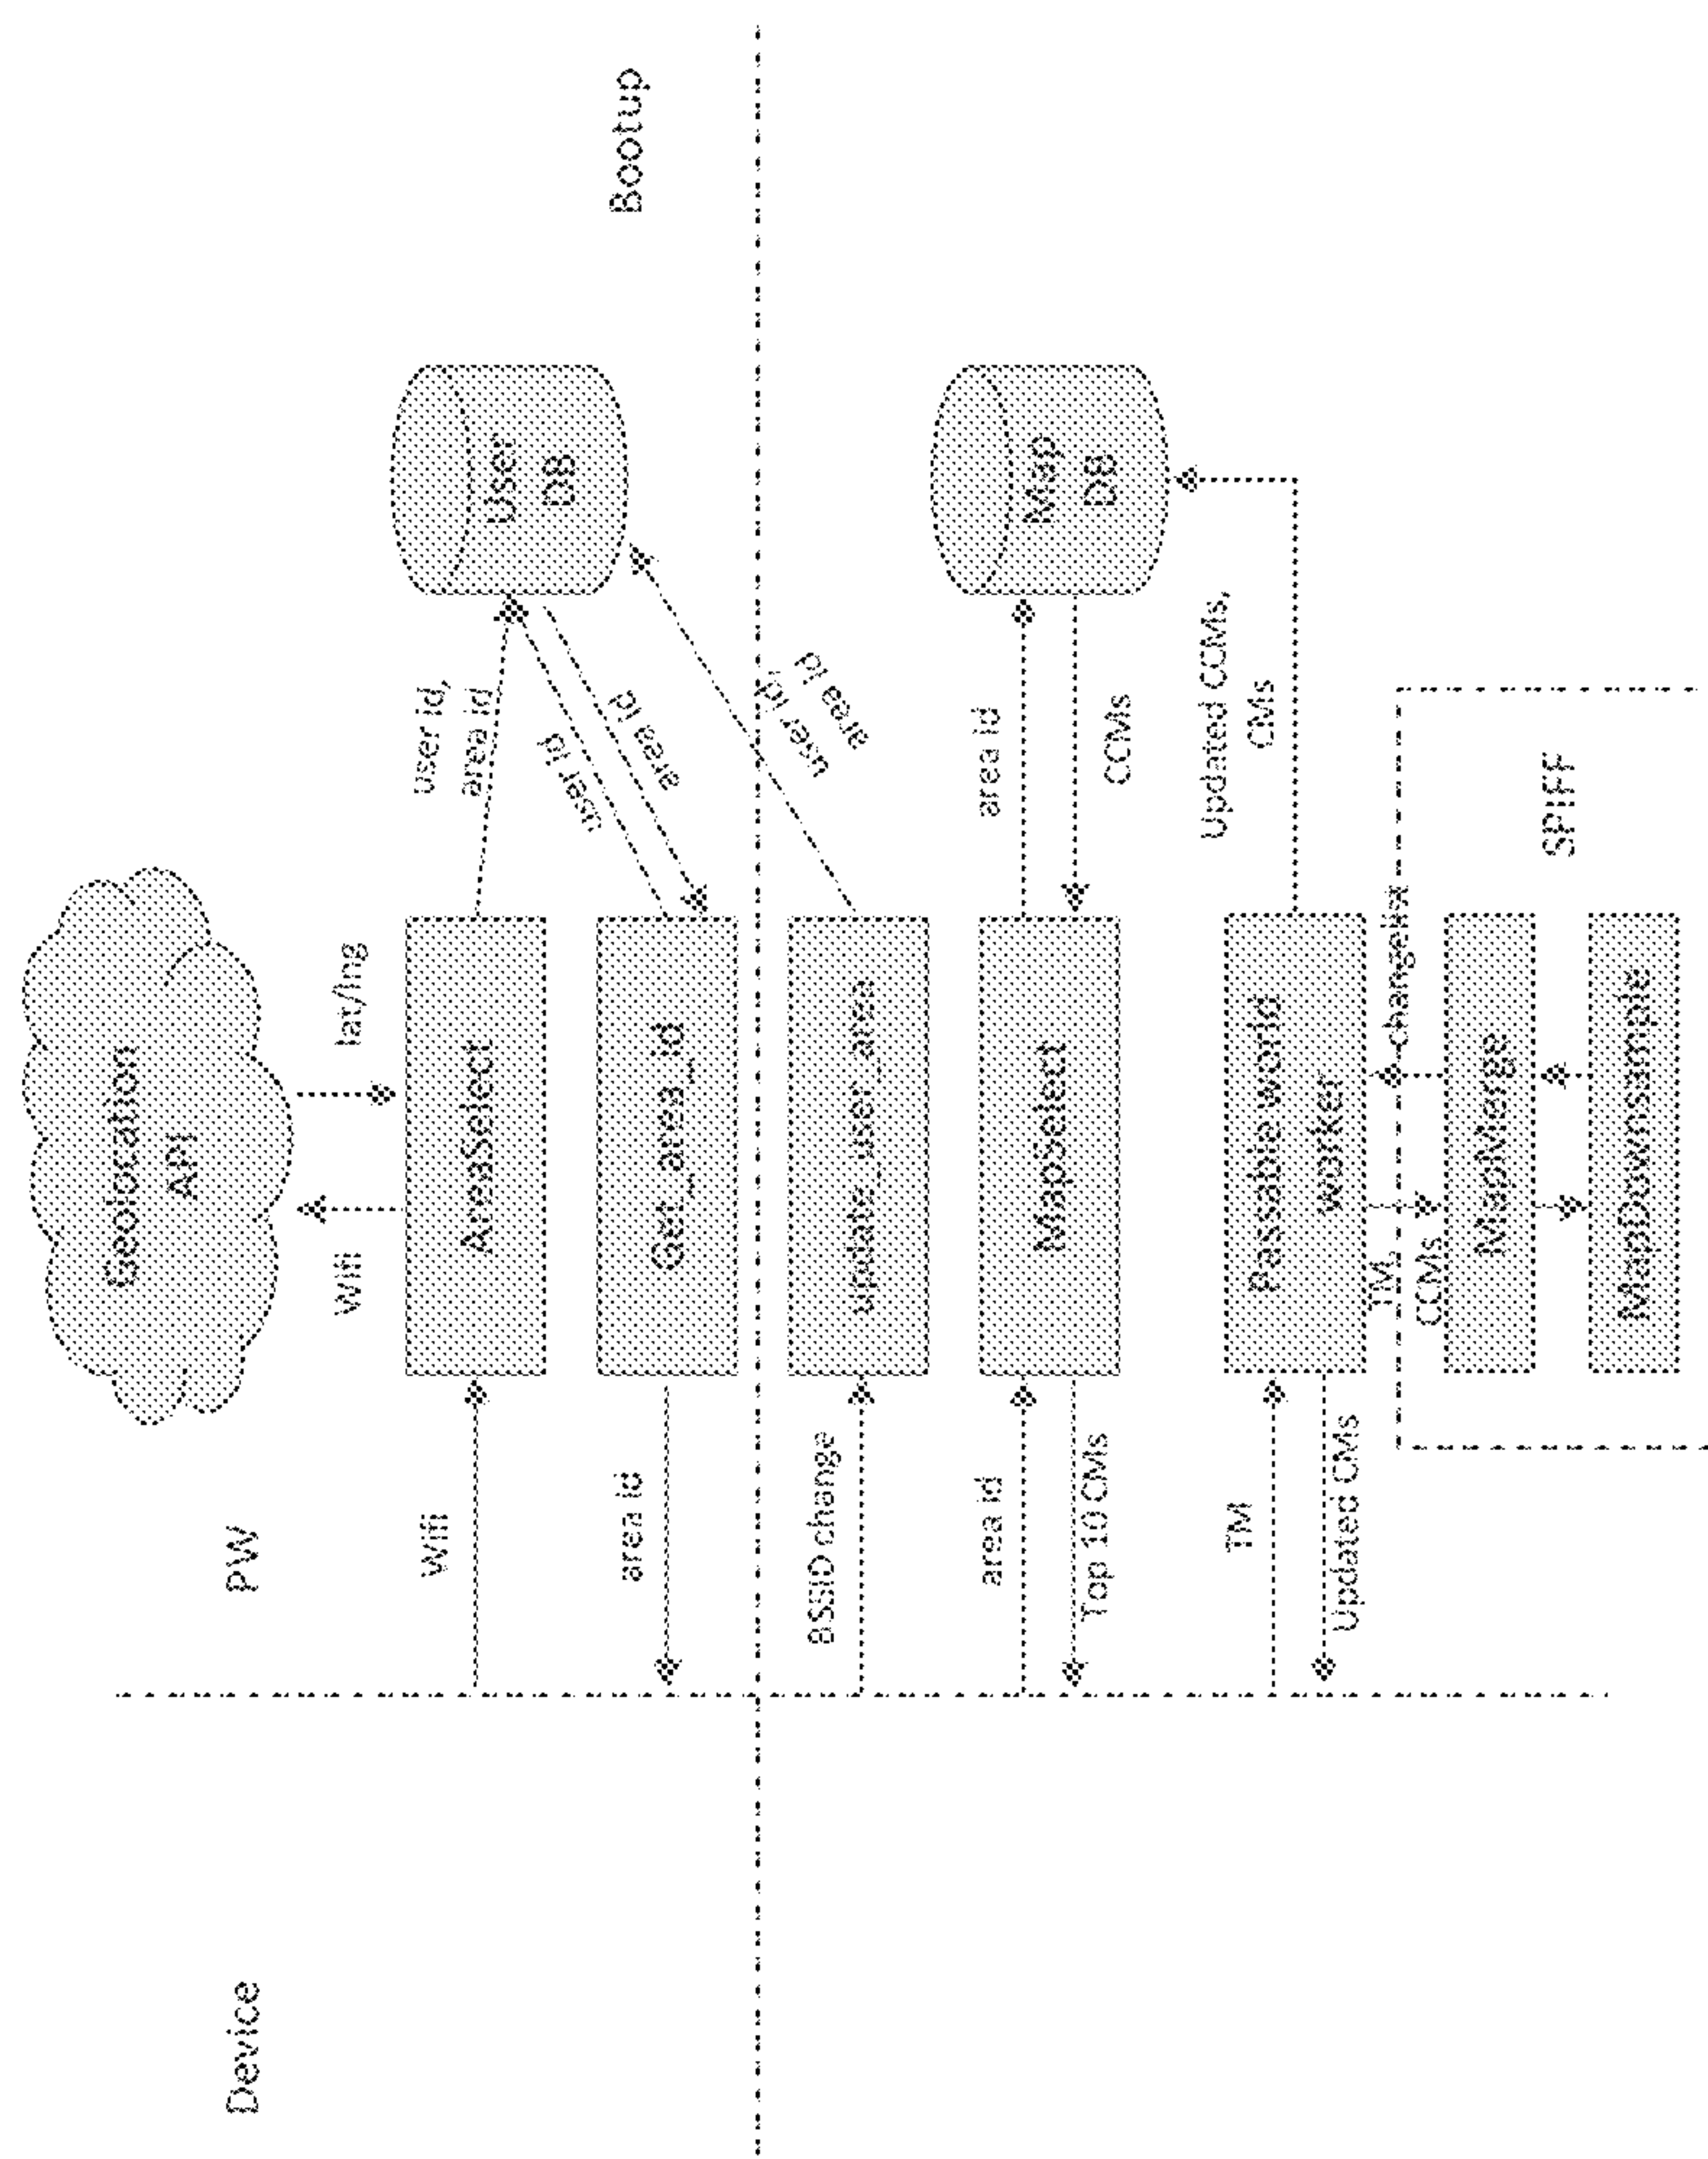 Device
PW
Geolocation
API
Wifi
lat/lng
Wifi
AreaSelect
user id,
area id
User
DB
Bootup
area id
Get_area_id
user id
area id
BSSID change
update_user_area
user id,
area id
area id
Top 10 CMs
MapSelect
area id
CCMs
Map
DB
TM
Updated CMs
Passable world
worker
Updated CCMs,
CMs
TM,
CCMs
changelist
MapMerge
SPIFF
MapDownsample